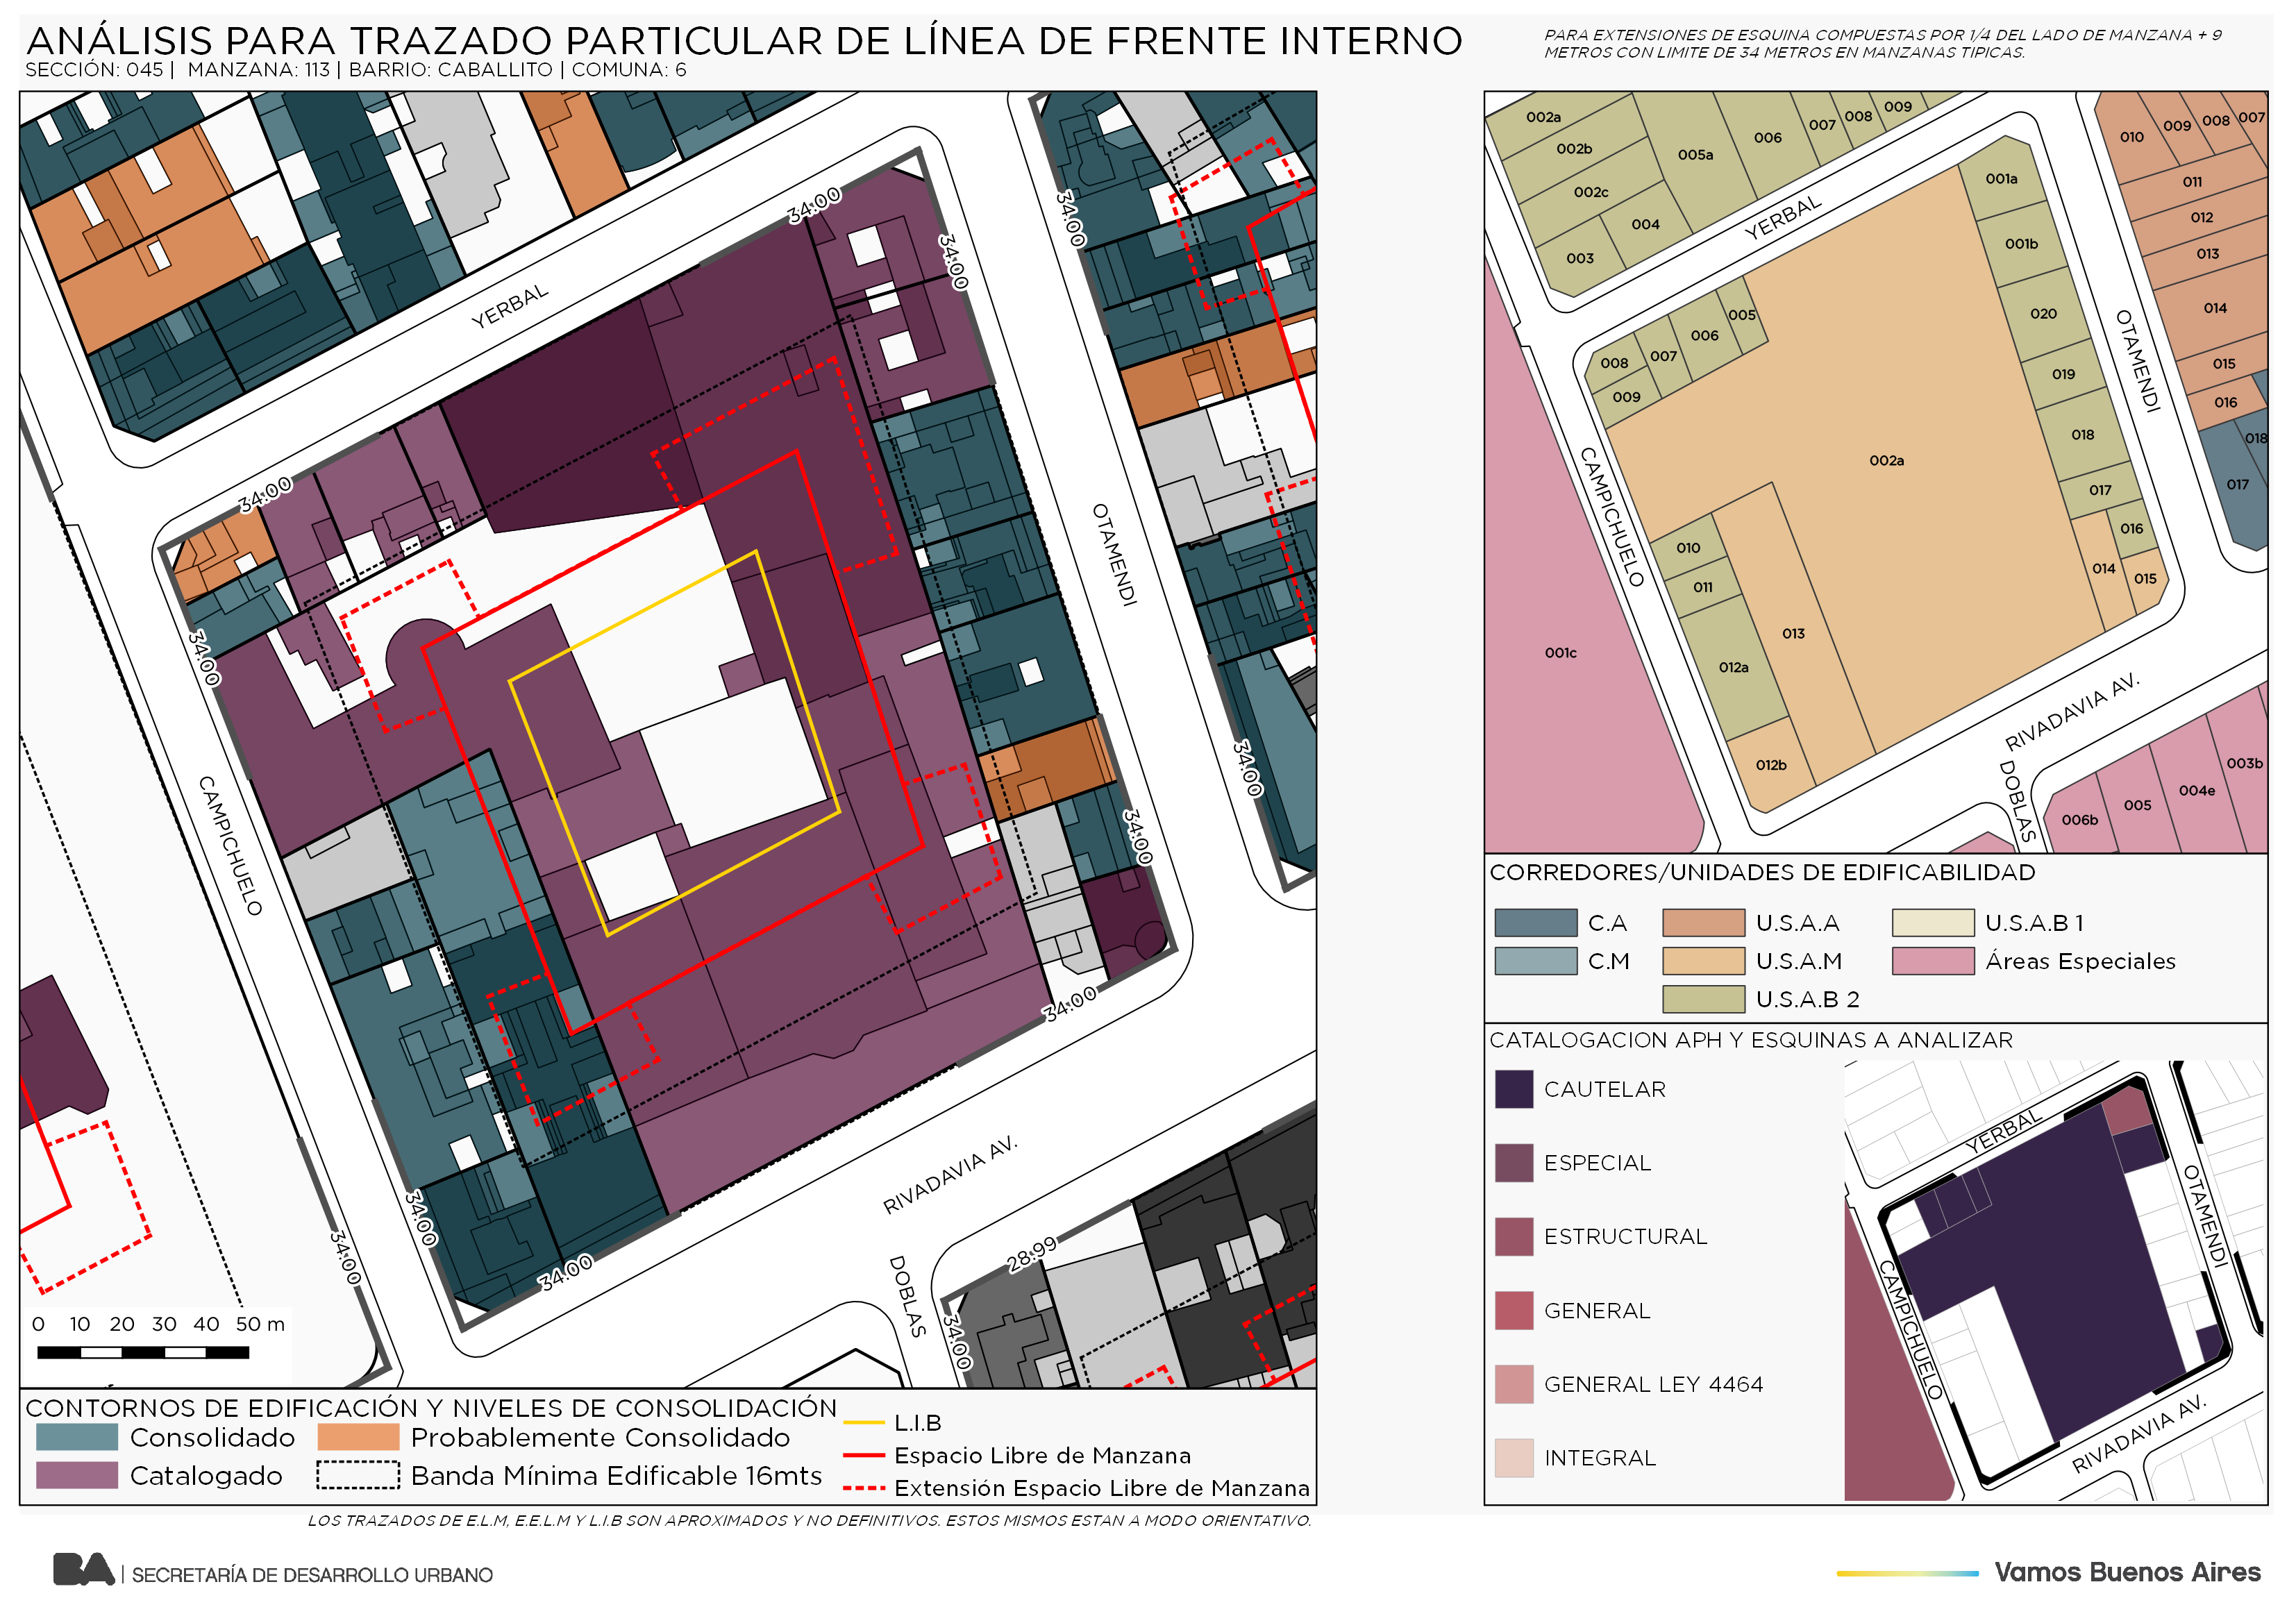 ANÁLISIS PARA TRAZADO PARTICULAR DE LÍNEA DE FRENTE INTERNO
SECCIÓN: 045 | MANZANA: 113 | BARRIO: CABALLITO | COMUNA: 6
PARA EXTENSIONES DE ESQUINA COMPUESTAS POR 1/4 DEL LADO DE MANZANA + 9
METROS CON LIMITE DE 34 METROS EN MANZANAS TIPICAS.
34.00
34.00
34.00
YERBAL
34.00
34.00
OTAMENDI
34.00
CAMPICHUELO
34.00
34.00
RIVADAVIA AV.
34.00
34.00
34.00
28.99
DOBLAS
34.00
0 10 20 30 40 50 m
CONTORNOS DE EDIFICACIÓN Y NIVELES DE CONSOLIDACIÓN
Consolidado
Probablemente Consolidado
Catalogado
Banda Mínima Edificable 16mts
L.I.B
Espacio Libre de Manzana
Extensión Espacio Libre de Manzana
LOS TRAZADOS DE E.L.M, E.E.L.M Y L.I.B SON APROXIMADOS Y NO DEFINITIVOS. ESTOS MISMOS ESTAN A MODO ORIENTATIVO.
002a
002b
002c
003
004
005a
006
007
008
009
010
009
008
007
011
012
013
014
015
016
018
017
YERBAL
001a
001b
020
019
018
017
016
015
014
OTAMENDI
008
007
006
005
009
002a
CAMPICHUELO
010
011
012a
013
012b
001c
RIVADAVIA AV.
DOBLAS
006b
005
004e
003b
CORREDORES/UNIDADES DE EDIFICABILIDAD
C.A
U.S.A.A
U.S.A.B 1
C.M
U.S.A.M
Áreas Especiales
U.S.A.B 2
CATALOGACION APH Y ESQUINAS A ANALIZAR
CAUTELAR
ESPECIAL
ESTRUCTURAL
GENERAL
GENERAL LEY 4464
INTEGRAL
YERBAL
OTAMENDI
CAMPICHUELO
RIVADAVIA AV.
BA | SECRETARÍA DE DESARROLLO URBANO
Vamos Buenos Aires